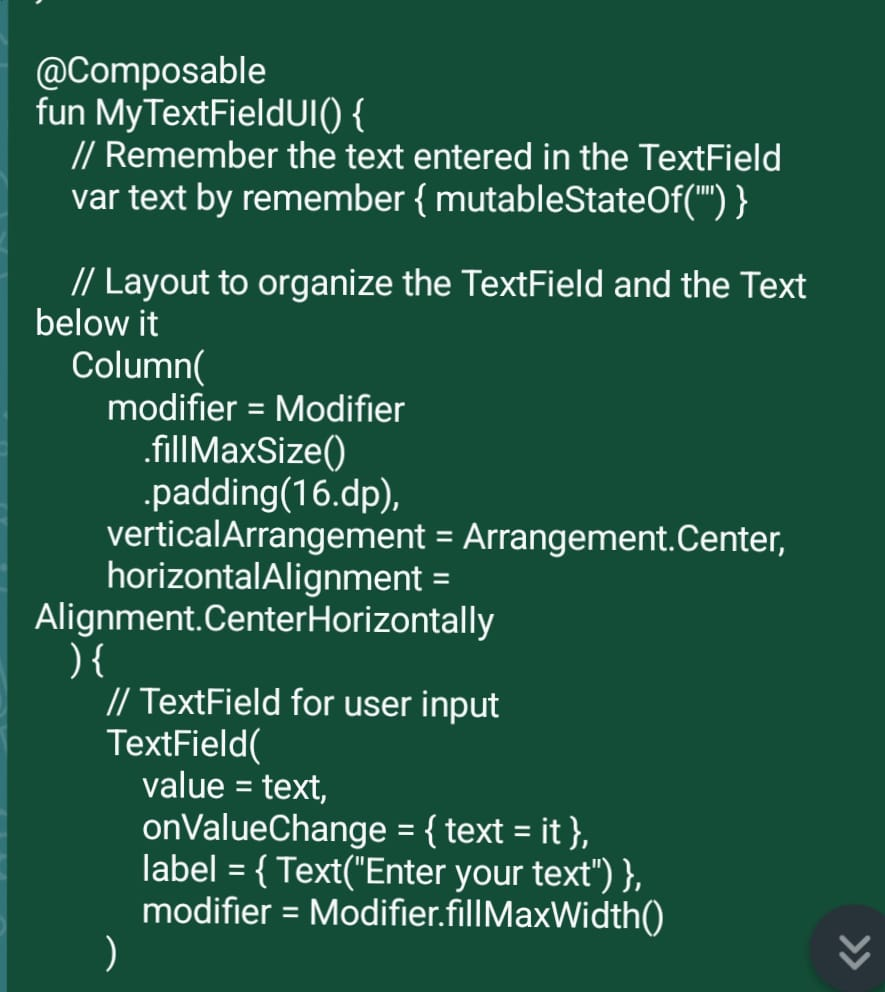 @Composable
fun MyTextFieldUI() {
// Remember the text entered in the TextField
var text by remember { mutableStateOf("") }
// Layout to organize the TextField and the Text
below it
Column(
modifier = Modifier
.fillMaxSize()
.padding(16.dp),
verticalArrangement = Arrangement.Center,
horizontalAlignment =
Alignment.CenterHorizontally
) {
// TextField for user input
TextField(
value = text,
onValueChange = { text = it },
label = { Text("Enter your text") },
modifier = Modifier.fillMaxWidth()
)